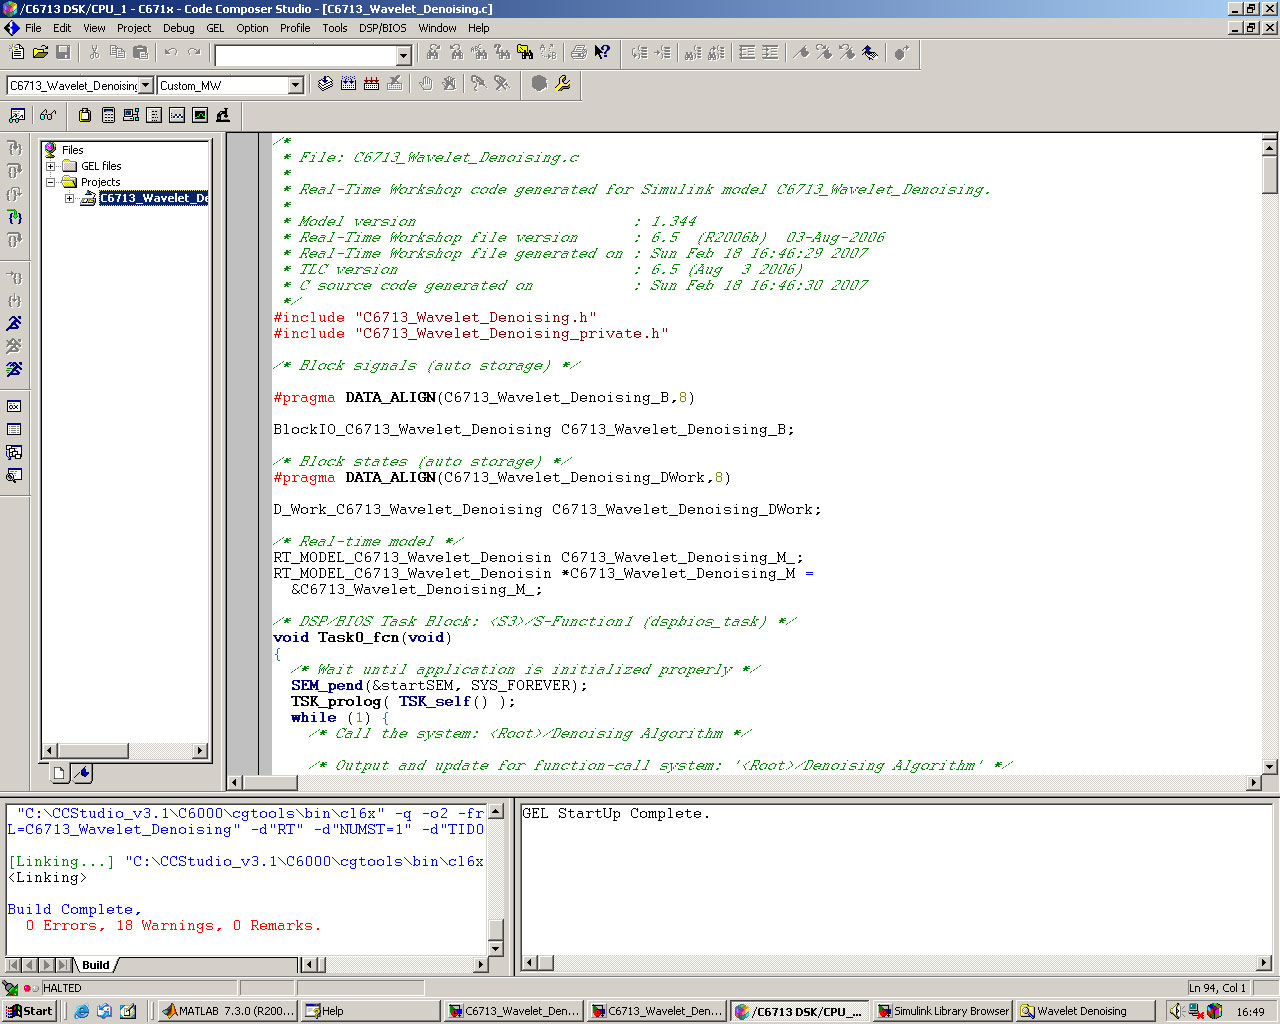 /C6713 DSK/CPU_1 - C671x - Code Composer Studio - [C6713_Wavelet_Denoising.c]
File Edit View Project Debug GEL Option Profile Tools DSP/BIOS Window Help
C6713_Wavelet_Denoising Custom_MW
Files
GEL files
Projects
C6713_Wavelet_De
/*
* File: C6713_Wavelet_Denoising.c
*
* Real-Time Workshop code generated for Simulink model C6713_Wavelet_Denoising.
*
* Model version : 1.344
* Real-Time Workshop file version : 6.5 (R2006b) 03-Aug-2006
* Real-Time Workshop file generated on : Sun Feb 18 16:46:29 2007
* TLC version : 6.5 (Aug 3 2006)
* C source code generated on : Sun Feb 18 16:46:30 2007
*/
#include "C6713_Wavelet_Denoising.h"
#include "C6713_Wavelet_Denoising_private.h"
/* Block signals (auto storage) */
#pragma DATA_ALIGN(C6713_Wavelet_Denoising_B,8)
BlockIO_C6713_Wavelet_Denoising C6713_Wavelet_Denoising_B;
/* Block states (auto storage) */
#pragma DATA_ALIGN(C6713_Wavelet_Denoising_DWork,8)
D_Work_C6713_Wavelet_Denoising C6713_Wavelet_Denoising_DWork;
/* Real-time model */
RT_MODEL_C6713_Wavelet_Denoisin C6713_Wavelet_Denoising_M_;
RT_MODEL_C6713_Wavelet_Denoisin *C6713_Wavelet_Denoising_M =
&C6713_Wavelet_Denoising_M_;
/* DSP/BIOS Task Block: <S3>/S-Function1 (dspbios_task) */
void Task0_fcn(void)
{
/* Wait until application is initialized properly */
SEM_pend(&startSEM, SYS_FOREVER);
TSK_prolog( TSK_self() );
while (1) {
/* Call the system: <Root>/Denoising Algorithm */
/* Output and update for function-call system: '<Root>/Denoising Algorithm' */
"C:\CCStudio_v3.1\C6000\cgtools\bin\cl6x" -q -o2 -fr
L=C6713_Wavelet_Denoising" -d"RT" -d"NUMST=1" -d"TID0
[Linking...] "C:\CCStudio_v3.1\C6000\cgtools\bin\cl6x
<Linking>
Build Complete,
0 Errors, 18 Warnings, 0 Remarks.
Build
GEL StartUp Complete.
HALTED
Ln 94, Col 1
Start
MATLAB 7.3.0 (R200...
Help
C6713_Wavelet_Den...
C6713_Wavelet_Den...
/C6713 DSK/CPU_...
Simulink Library Browser
Wavelet Denoising
16:49